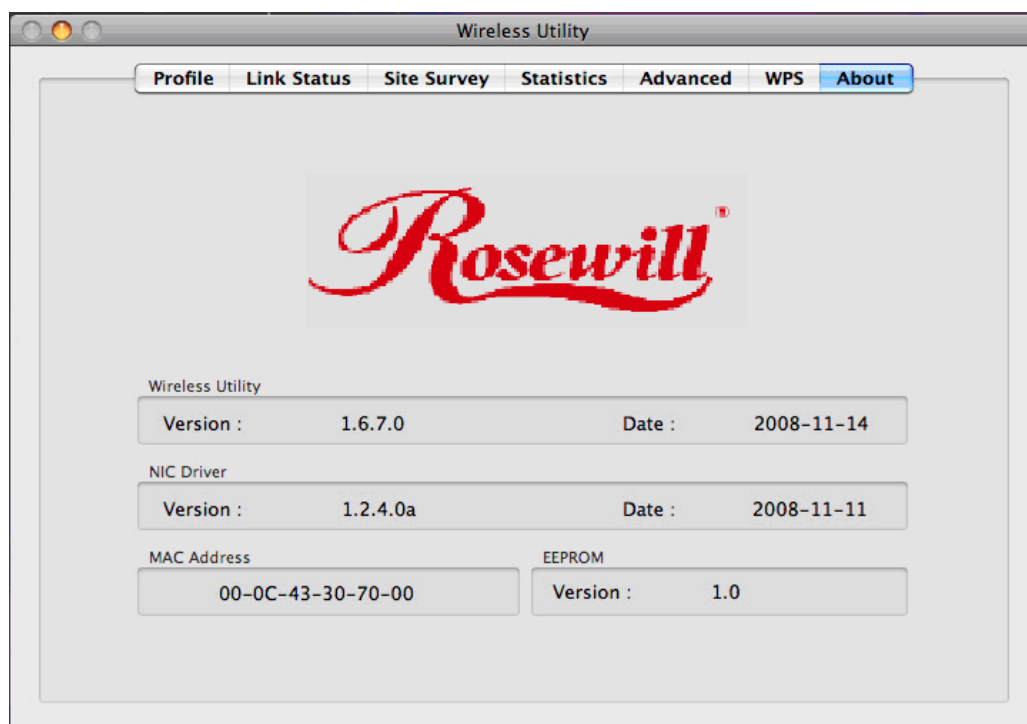 Wireless Utility
Profile Link Status Site Survey Statistics Advanced WPS About
Rosewill®
Wireless Utility
Version : 1.6.7.0 Date : 2008-11-14
NIC Driver
Version : 1.2.4.0a Date : 2008-11-11
MAC Address EEPROM
00-0C-43-30-70-00 Version : 1.0